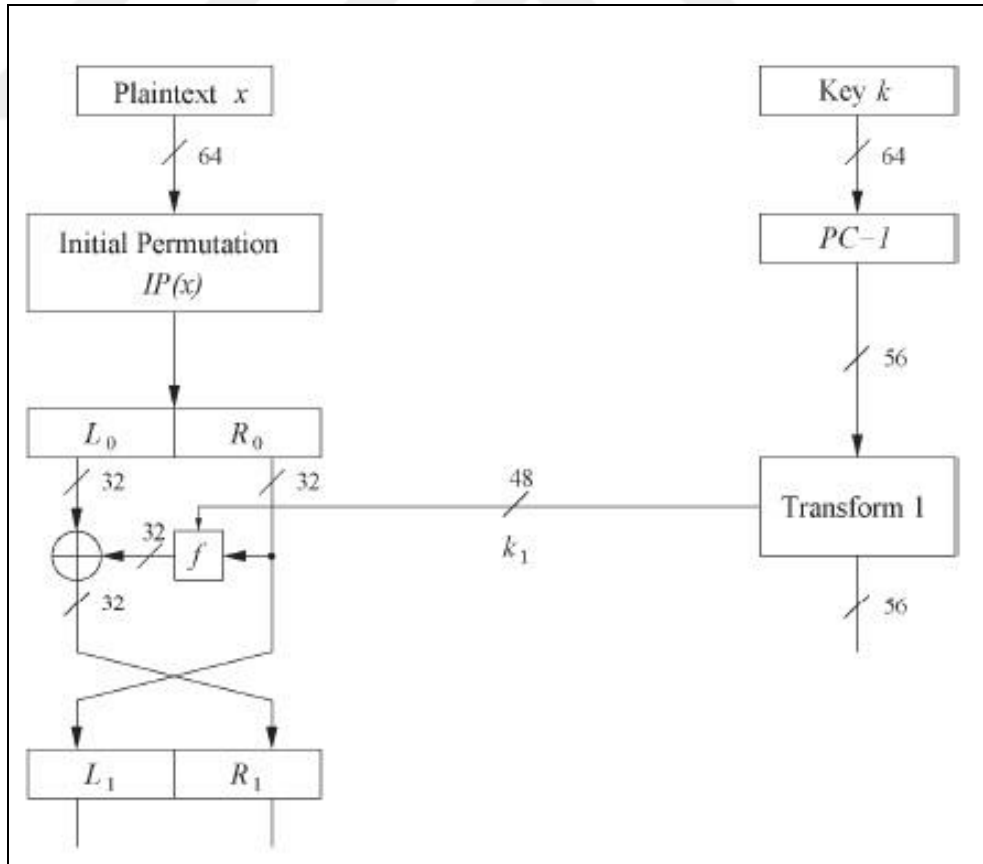 Plaintext x
64
Initial Permutation
IP(x)
L0 R0
32
32
32
f
32
L1 R1
Key k
64
PC-1
56
Transform 1
48
k1
56